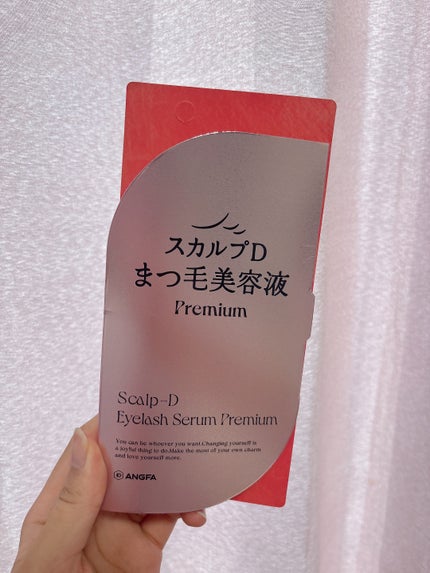 スカルプD
まつ毛美容液
Premium
Scalp-D
Eyelash Serum Premium
You can be whoever you want.Changing yourself is
a joyful thing to do.Make the most of your own charm
and love yourself more.
ANGFA